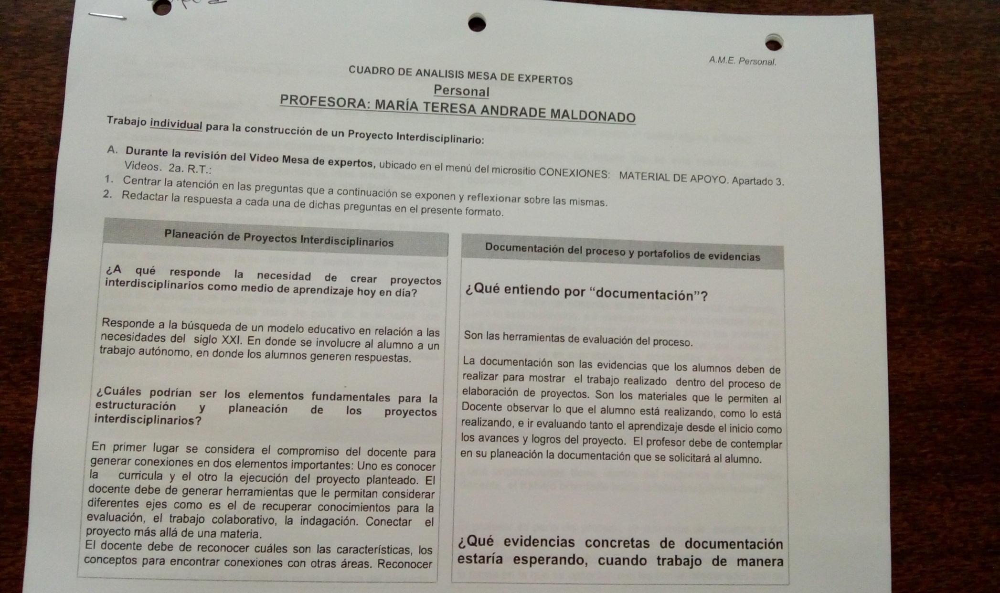 A.M.E. Personal.
CUADRO DE ANALISIS MESA DE EXPERTOS
Personal
PROFESORA: MARÍA TERESA ANDRADE MALDONADO
Trabajo individual para la construcción de un Proyecto Interdisciplinario:
A. Durante la revisión del Video Mesa de expertos, ubicado en el menú del micrositio CONEXIONES: MATERIAL DE APOYO. Apartado 3.
Videos. 2a. R.T.:
1. Centrar la atención en las preguntas que a continuación se exponen y reflexionar sobre las mismas.
2. Redactar la respuesta a cada una de dichas preguntas en el presente formato.
Planeación de Proyectos Interdisciplinarios
¿A qué responde la necesidad de crear proyectos
interdisciplinarios como medio de aprendizaje hoy en día?
Responde a la búsqueda de un modelo educativo en relación a las
necesidades del siglo XXI. En donde se involucre al alumno a un
trabajo autónomo, en donde los alumnos generen respuestas.
¿Cuáles podrían ser los elementos fundamentales para la
estructuración y planeación de los proyectos
interdisciplinarios?
En primer lugar se considera el compromiso del docente para
generar conexiones en dos elementos importantes: Uno es conocer
la curricula y el otro la ejecución del proyecto planteado. El
docente debe de generar herramientas que le permitan considerar
diferentes ejes como es el de recuperar conocimientos para la
evaluación, el trabajo colaborativo, la indagación. Conectar el
proyecto más allá de una materia.
El docente debe de reconocer cuáles son las características, los
conceptos para encontrar conexiones con otras áreas. Reconocer
Documentación del proceso y portafolios de evidencias
¿Qué entiendo por “documentación”?
Son las herramientas de evaluación del proceso.
La documentación son las evidencias que los alumnos deben de
realizar para mostrar el trabajo realizado dentro del proceso de
elaboración de proyectos. Son los materiales que le permiten al
Docente observar lo que el alumno está realizando, como lo está
realizando, e ir evaluando tanto el aprendizaje desde el inicio como
los avances y logros del proyecto. El profesor debe de contemplar
en su planeación la documentación que se solicitará al alumno.
¿Qué evidencias concretas de documentación
estaría esperando, cuando trabajo de manera